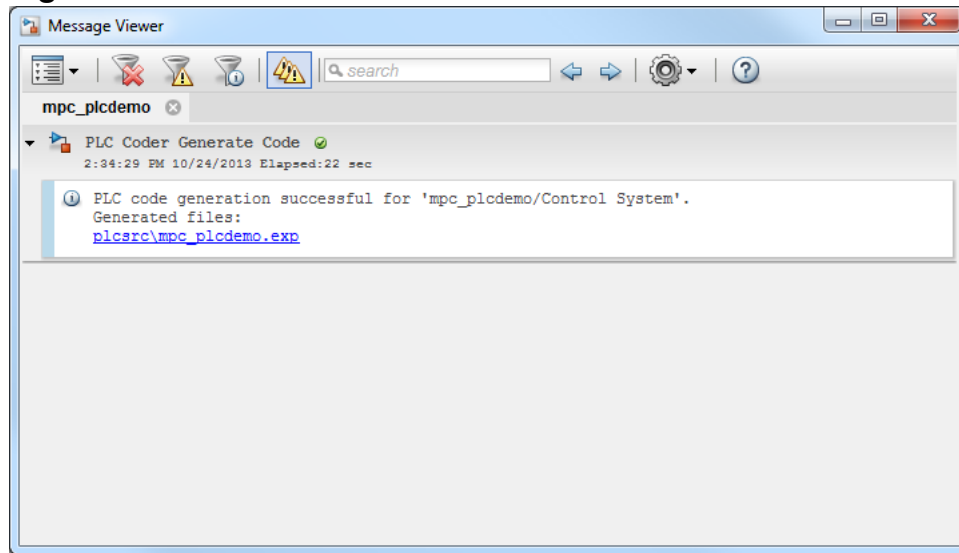 Message Viewer
search
mpc_plcdemo
PLC Coder Generate Code
2:34:29 PM 10/24/2013 Elapsed:22 sec
PLC code generation successful for 'mpc_plcdemo/Control System'.
Generated files:
plcsrc\mpc_plcdemo.exp